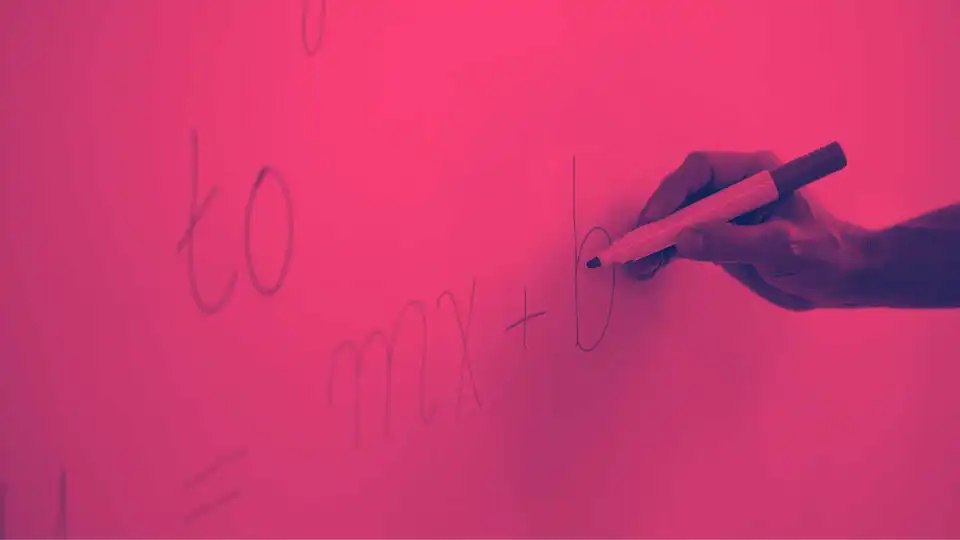 to
= mx + b